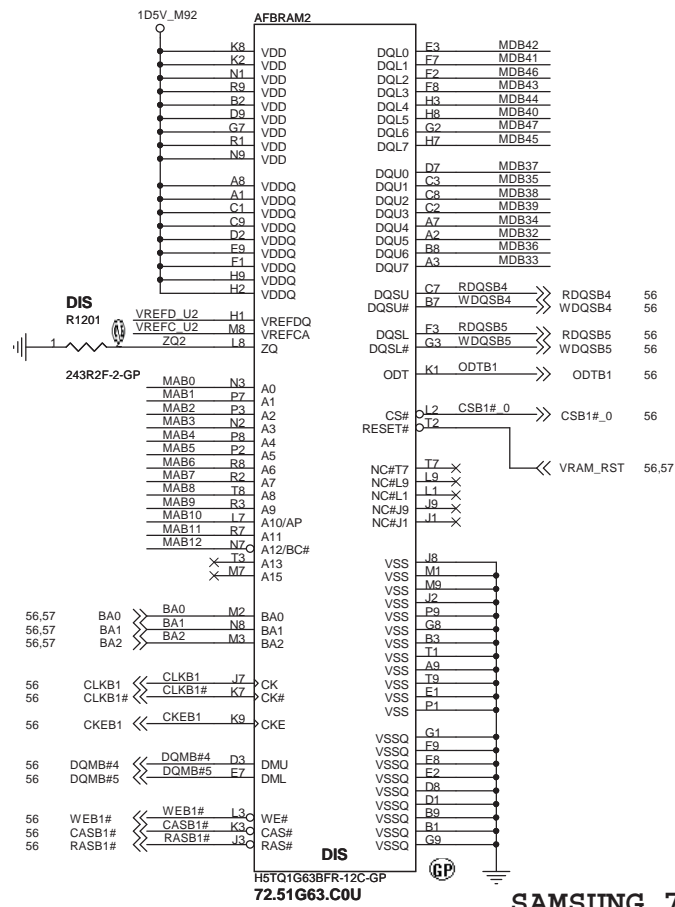 1D5V_M92
AFBRAM2
K8 VDD
K2 VDD
N1 VDD
R9 VDD
B2 VDD
D9 VDD
G7 VDD
R1 VDD
N9 VDD
A8 VDDQ
A1 VDDQ
C1 VDDQ
C9 VDDQ
D2 VDDQ
E9 VDDQ
F1 VDDQ
H9 VDDQ
H2 VDDQ
DIS
R1201
VREFD_U2 H1 VREFDQ
VREFC_U2 M8 VREFCA
1 2 ZQ2 L8 ZQ
243R2F-2-GP
MAB0 N3 A0
MAB1 P7 A1
MAB2 P3 A2
MAB3 N2 A3
MAB4 P8 A4
MAB5 P2 A5
MAB6 R8 A6
MAB7 R2 A7
MAB8 T8 A8
MAB9 R3 A9
MAB10 L7 A10/AP
MAB11 R7 A11
MAB12 N7 A12/BC#
T3 A13
M7 A15
56,57 BA0 BA0 M2 BA0
56,57 BA1 BA1 N8 BA1
56,57 BA2 BA2 M3 BA2
56 CLKB1 CLKB1 J7 CK
56 CLKB1# CLKB1# K7 CK#
56 CKEB1 CKEB1 K9 CKE
56 DQMB#4 DQMB#4 D3 DMU
56 DQMB#5 DQMB#5 E7 DML
56 WEB1# WEB1# L3 WE#
56 CASB1# CASB1# K3 CAS#
56 RASB1# RASB1# J3 RAS#
DQL0 E3 MDB42
DQL1 F7 MDB41
DQL2 F2 MDB46
DQL3 F8 MDB43
DQL4 H3 MDB44
DQL5 H8 MDB40
DQL6 G2 MDB47
DQL7 H7 MDB45
DQU0 D7 MDB37
DQU1 C3 MDB35
DQU2 C8 MDB38
DQU3 C2 MDB39
DQU4 A7 MDB34
DQU5 A2 MDB32
DQU6 B8 MDB36
DQU7 A3 MDB33
DQSU C7 RDQSB4 RDQSB4 56
DQSU# B7 WDQSB4 WDQSB4 56
DQSL F3 RDQSB5 RDQSB5 56
DQSL# G3 WDQSB5 WDQSB5 56
ODT K1 ODTB1 ODTB1 56
CS# L2 CSB1#_0 CSB1#_0 56
RESET# T2
VRAM_RST 56,57
NC#T7 T7
NC#L9 L9
NC#L1 L1
NC#J9 J9
NC#J1 J1
VSS J8
VSS M1
VSS M9
VSS J2
VSS P9
VSS G8
VSS B3
VSS T1
VSS A9
VSS T9
VSS E1
VSS P1
VSSQ G1
VSSQ F9
VSSQ E8
VSSQ E2
VSSQ D8
VSSQ D1
VSSQ B9
VSSQ B1
VSSQ G9
DIS
GP
H5TQ1G63BFR-12C-GP
72.51G63.C0U
SAMSUNG 7